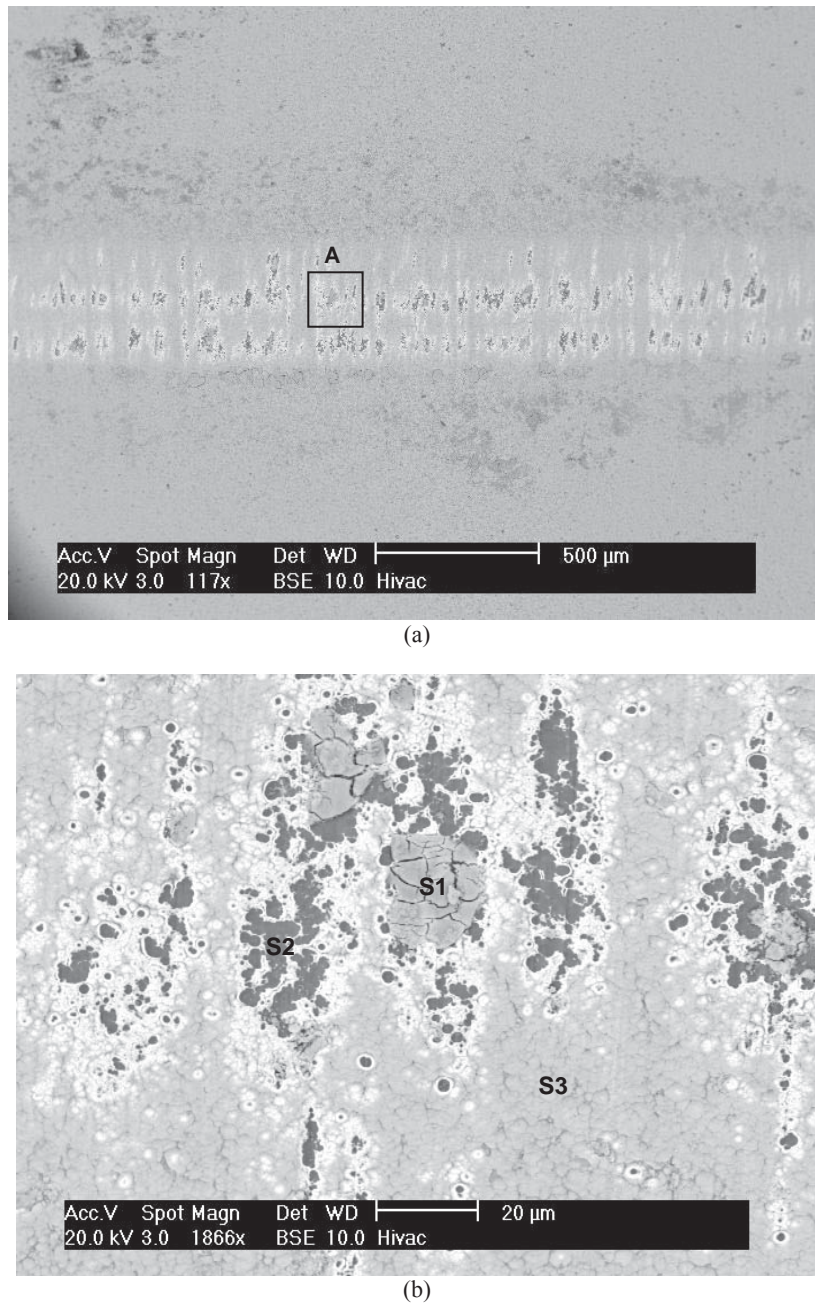 A
Acc.V Spot Magn Det WD 500 µm
20.0 kV 3.0 117x BSE 10.0 Hivac
(a)
S1
S2
S3
Acc.V Spot Magn Det WD 20 µm
20.0 kV 3.0 1866x BSE 10.0 Hivac
(b)